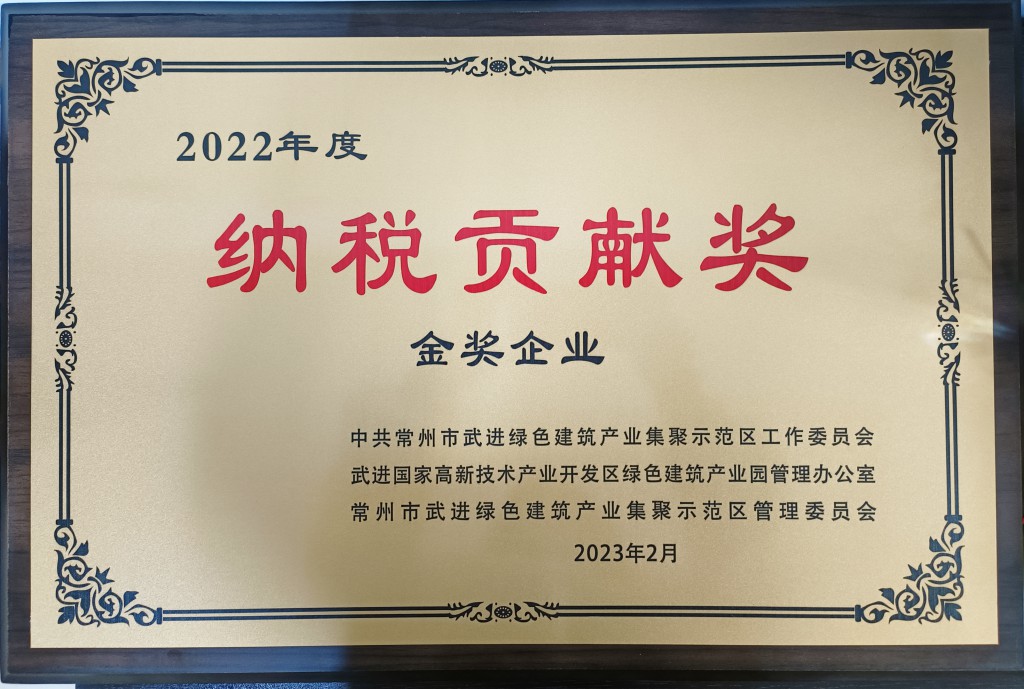 2022年度
纳税贡献奖
金奖企业
中共常州市武进绿色建筑产业集聚示范区工作委员会
武进国家高新技术产业开发区绿色建筑产业园管理办公室
常州市武进绿色建筑产业集聚示范区管理委员会
2023年2月